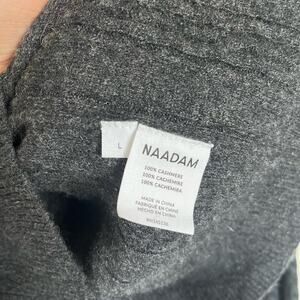 L
NAADAM
100% CASHMERE
100% CACHEMIRE
100% CACHEMIRA
MADE IN CHINA
FABRIQUÉ EN CHINE
HECHO EN CHINA